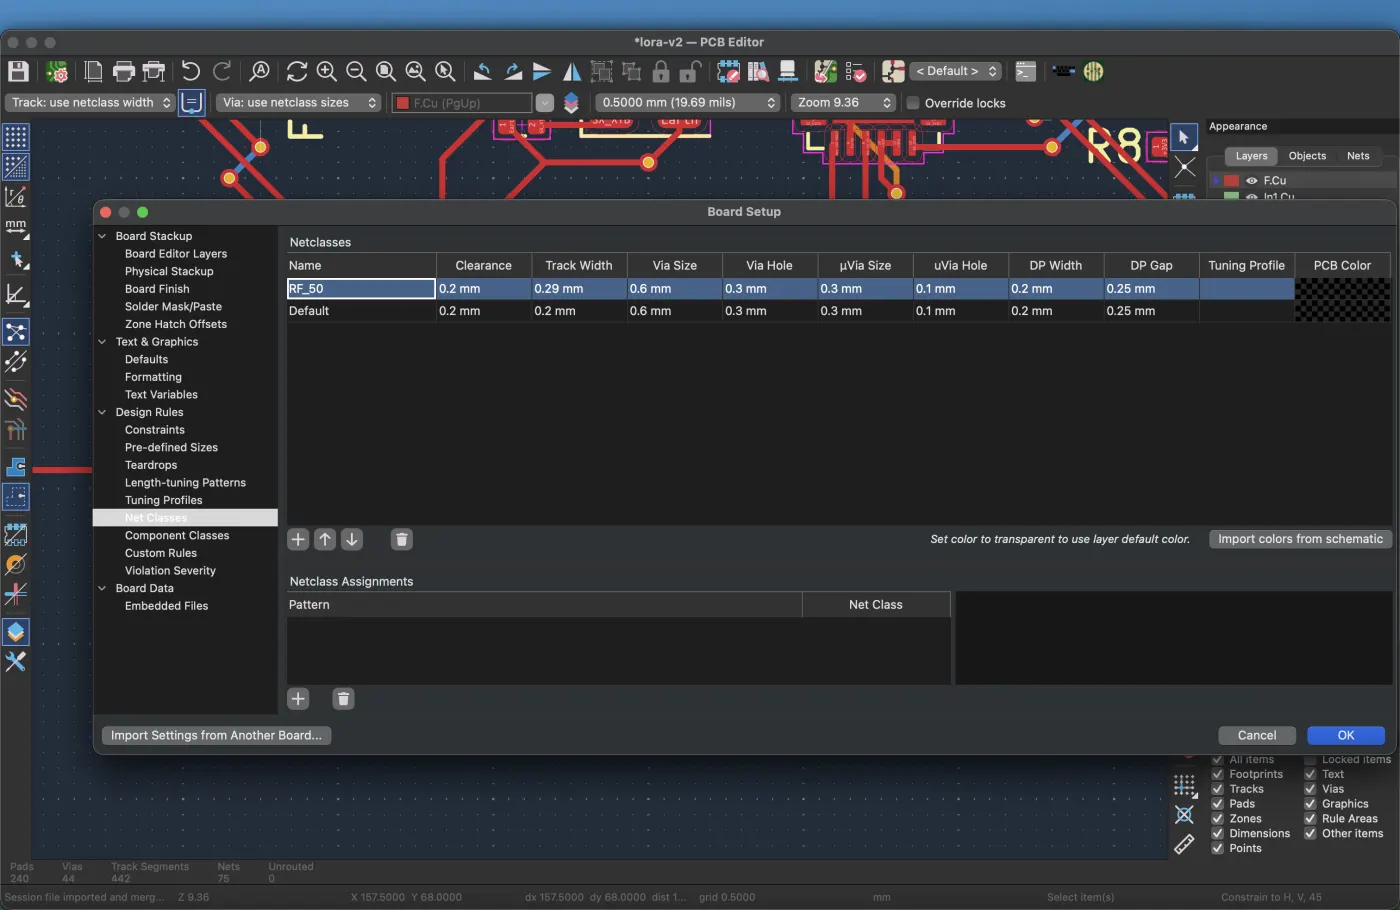 *lora-v2 — PCB Editor
< Default >
Track: use netclass width
Via: use netclass sizes
F.Cu (PgUp)
0.5000 mm (19.69 mils)
Zoom 9.36
Override locks
mm
R8
Appearance
Layers Objects Nets
F.Cu
In1.Cu
Board Setup
Board Stackup
Board Editor Layers
Physical Stackup
Board Finish
Solder Mask/Paste
Zone Hatch Offsets
Text & Graphics
Defaults
Formatting
Text Variables
Design Rules
Constraints
Pre-defined Sizes
Teardrops
Length-tuning Patterns
Tuning Profiles
Net Classes
Component Classes
Custom Rules
Violation Severity
Board Data
Embedded Files
Netclasses
Name Clearance Track Width Via Size Via Hole µVia Size uVia Hole DP Width DP Gap Tuning Profile PCB Color
RF_50 0.2 mm 0.29 mm 0.6 mm 0.3 mm 0.3 mm 0.1 mm 0.2 mm 0.25 mm
Default 0.2 mm 0.2 mm 0.6 mm 0.3 mm 0.3 mm 0.1 mm 0.2 mm 0.25 mm
Set color to transparent to use layer default color.
Import colors from schematic
Netclass Assignments
Pattern Net Class
Import Settings from Another Board...
Cancel
OK
All items Locked items
Footprints Text
Tracks Vias
Pads Graphics
Zones Rule Areas
Dimensions Other items
Points
Pads Vias Track Segments Nets Unrouted
240 44 442 75 0
Session file imported and merg... Z 9.36 X 157.5000 Y 68.0000 dx 157.5000 dy 68.0000 dist 1... grid 0.5000 mm Select item(s) Constrain to H, V, 45